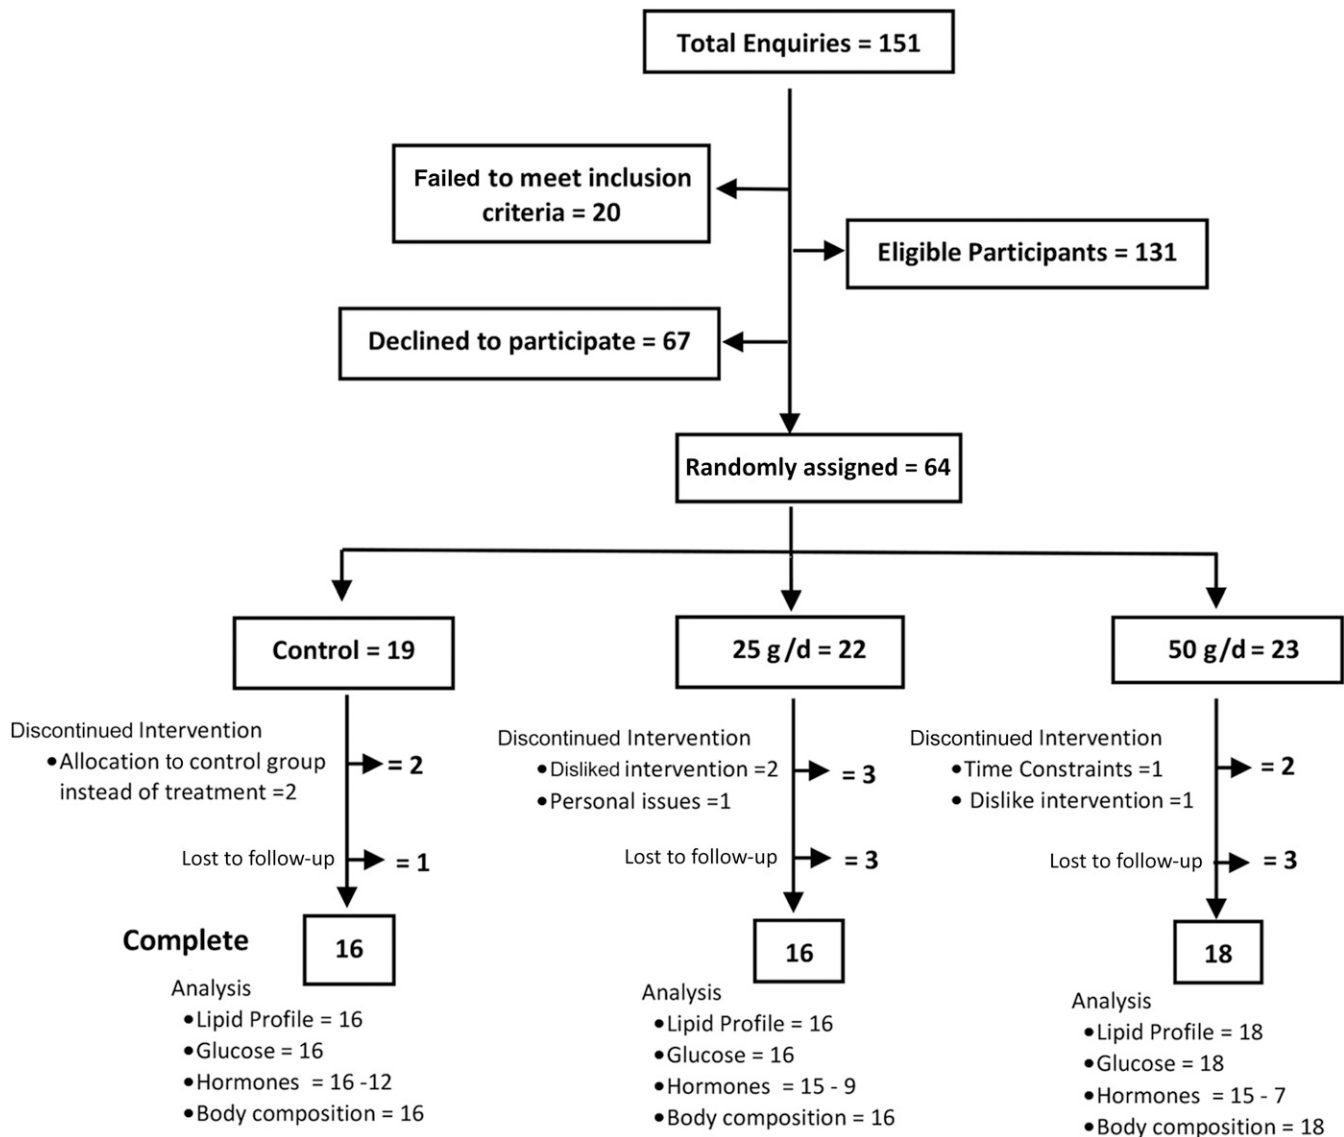 Total Enquiries = 151
Failed to meet inclusion
criteria = 20
Eligible Participants = 131
Declined to participate = 67
Randomly assigned = 64
Control = 19
25 g/d = 22
50 g/d = 23
Discontinued Intervention
•Allocation to control group
instead of treatment =2
= 2
Lost to follow-up
= 1
Discontinued Intervention
•Disliked intervention =2
•Personal issues =1
= 3
Lost to follow-up
= 3
Discontinued Intervention
•Time Constraints =1
• Dislike intervention =1
= 2
Lost to follow-up
= 3
Complete
16
Analysis
•Lipid Profile = 16
•Glucose = 16
•Hormones = 16 -12
•Body composition = 16
16
Analysis
•Lipid Profile = 16
•Glucose = 16
•Hormones = 15 - 9
•Body composition = 16
18
Analysis
•Lipid Profile = 18
•Glucose = 18
•Hormones = 15 - 7
•Body composition = 18